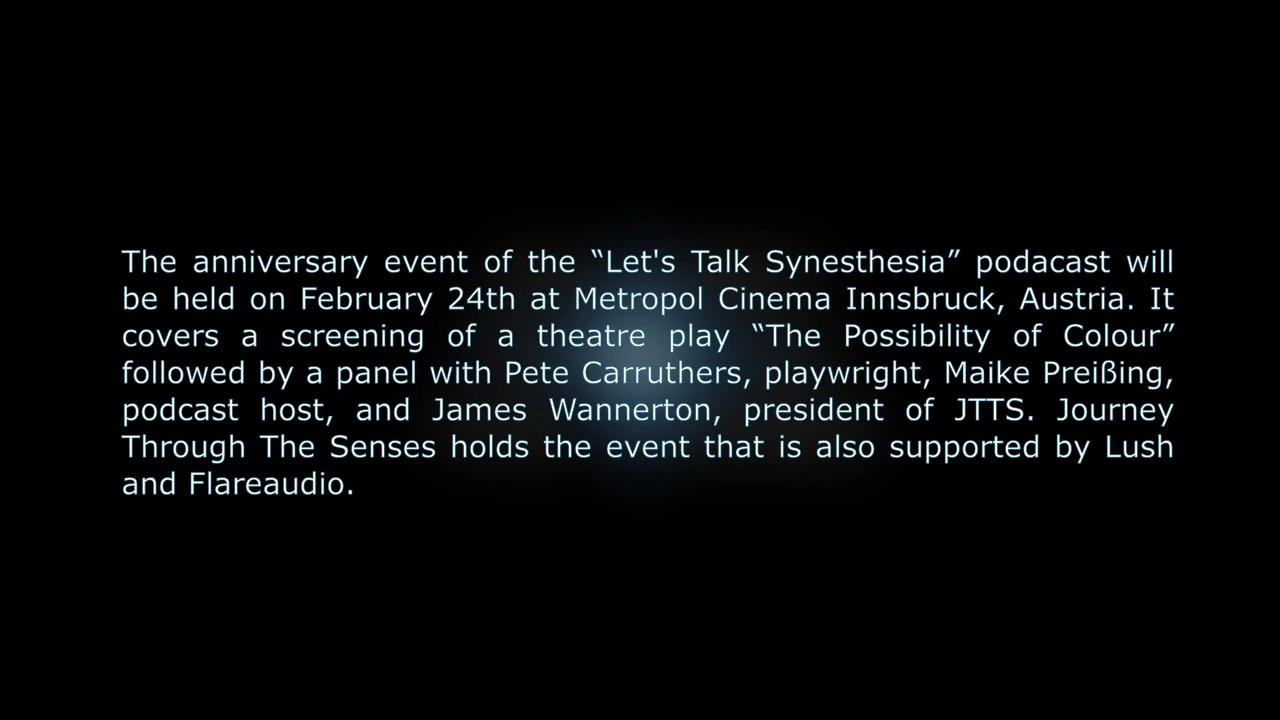 The anniversary event of the “Let's Talk Synesthesia” podacast will
be held on February 24th at Metropol Cinema Innsbruck, Austria. It
covers a screening of a theatre play “The Possibility of Colour”
followed by a panel with Pete Carruthers, playwright, Maike Preißing,
podcast host, and James Wannerton, president of JTTS. Journey
Through The Senses holds the event that is also supported by Lush
and Flareaudio.